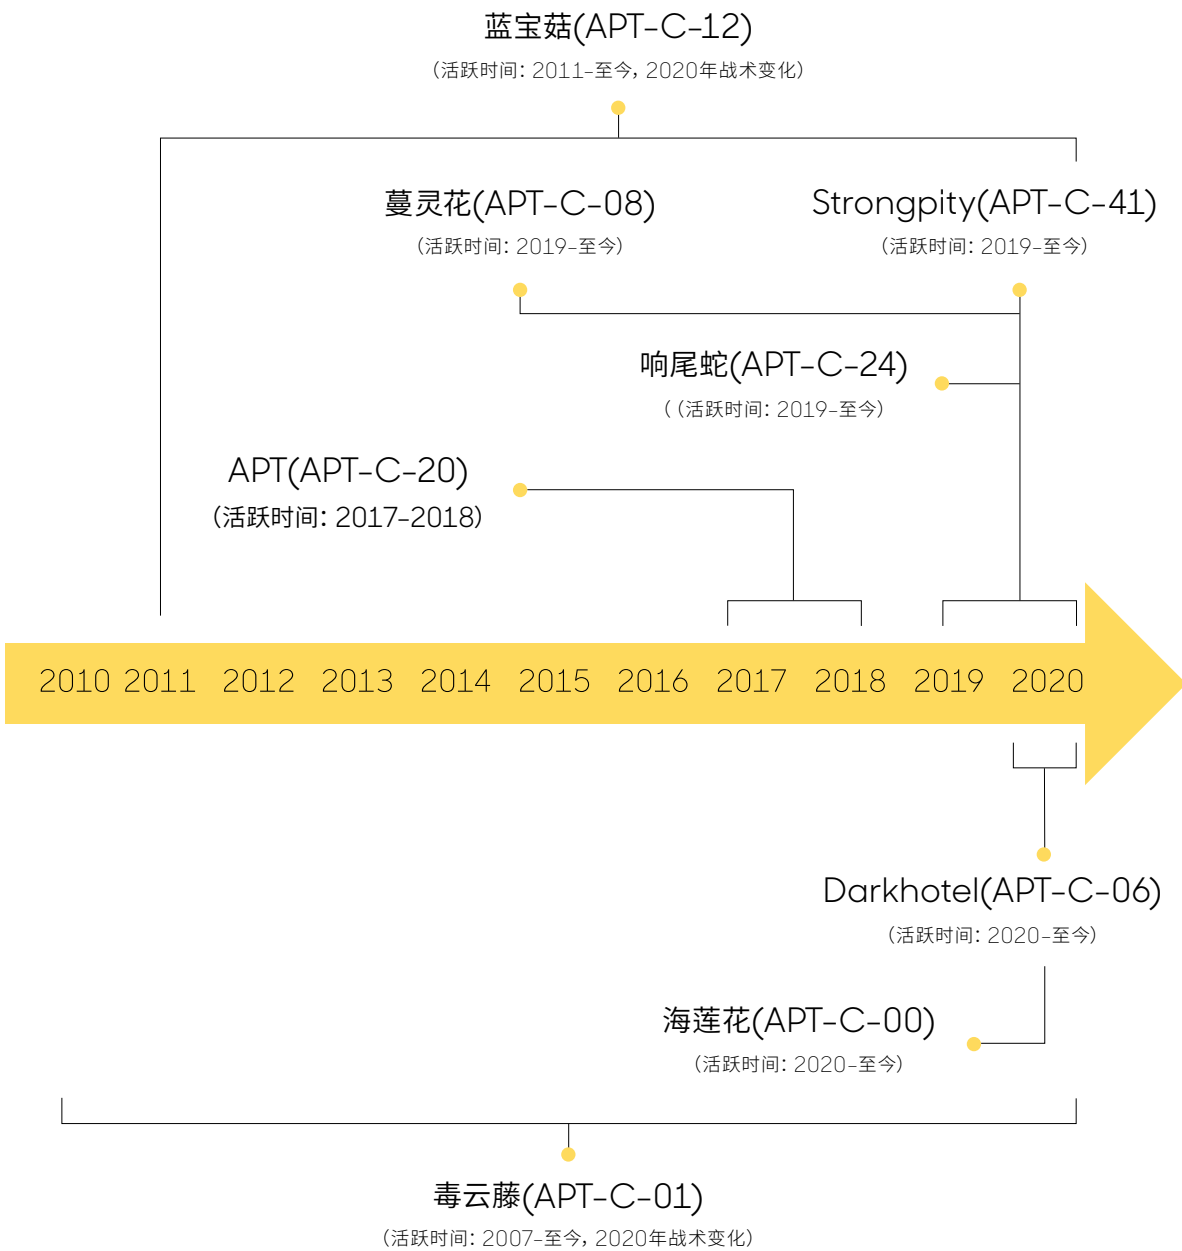 蓝宝菇(APT-C-12)
(活跃时间: 2011-至今, 2020年战术变化)
蔓灵花(APT-C-08)
(活跃时间: 2019-至今)
Strongpity(APT-C-41)
(活跃时间: 2019-至今)
响尾蛇(APT-C-24)
((活跃时间: 2019-至今)
APT(APT-C-20)
(活跃时间: 2017-2018)
2010 2011 2012 2013 2014 2015 2016 2017 2018 2019 2020
Darkhotel(APT-C-06)
(活跃时间: 2020-至今)
海莲花(APT-C-00)
(活跃时间: 2020-至今)
毒云藤(APT-C-01)
(活跃时间: 2007-至今, 2020年战术变化)